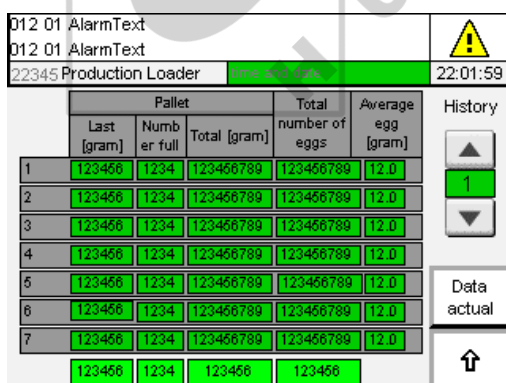 012 01 AlarmText
012 01 AlarmText
22345 Production Loader time and date 22:01:59
Pallet Total number of eggs Average egg [gram] History
Last [gram] Number full Total [gram]
1 123456 1234 123456789 123456789 12.0 1
2 123456 1234 123456789 123456789 12.0
3 123456 1234 123456789 123456789 12.0
4 123456 1234 123456789 123456789 12.0
5 123456 1234 123456789 123456789 12.0
6 123456 1234 123456789 123456789 12.0
7 123456 1234 123456789 123456789 12.0
123456 1234 123456 123456
Data
actual